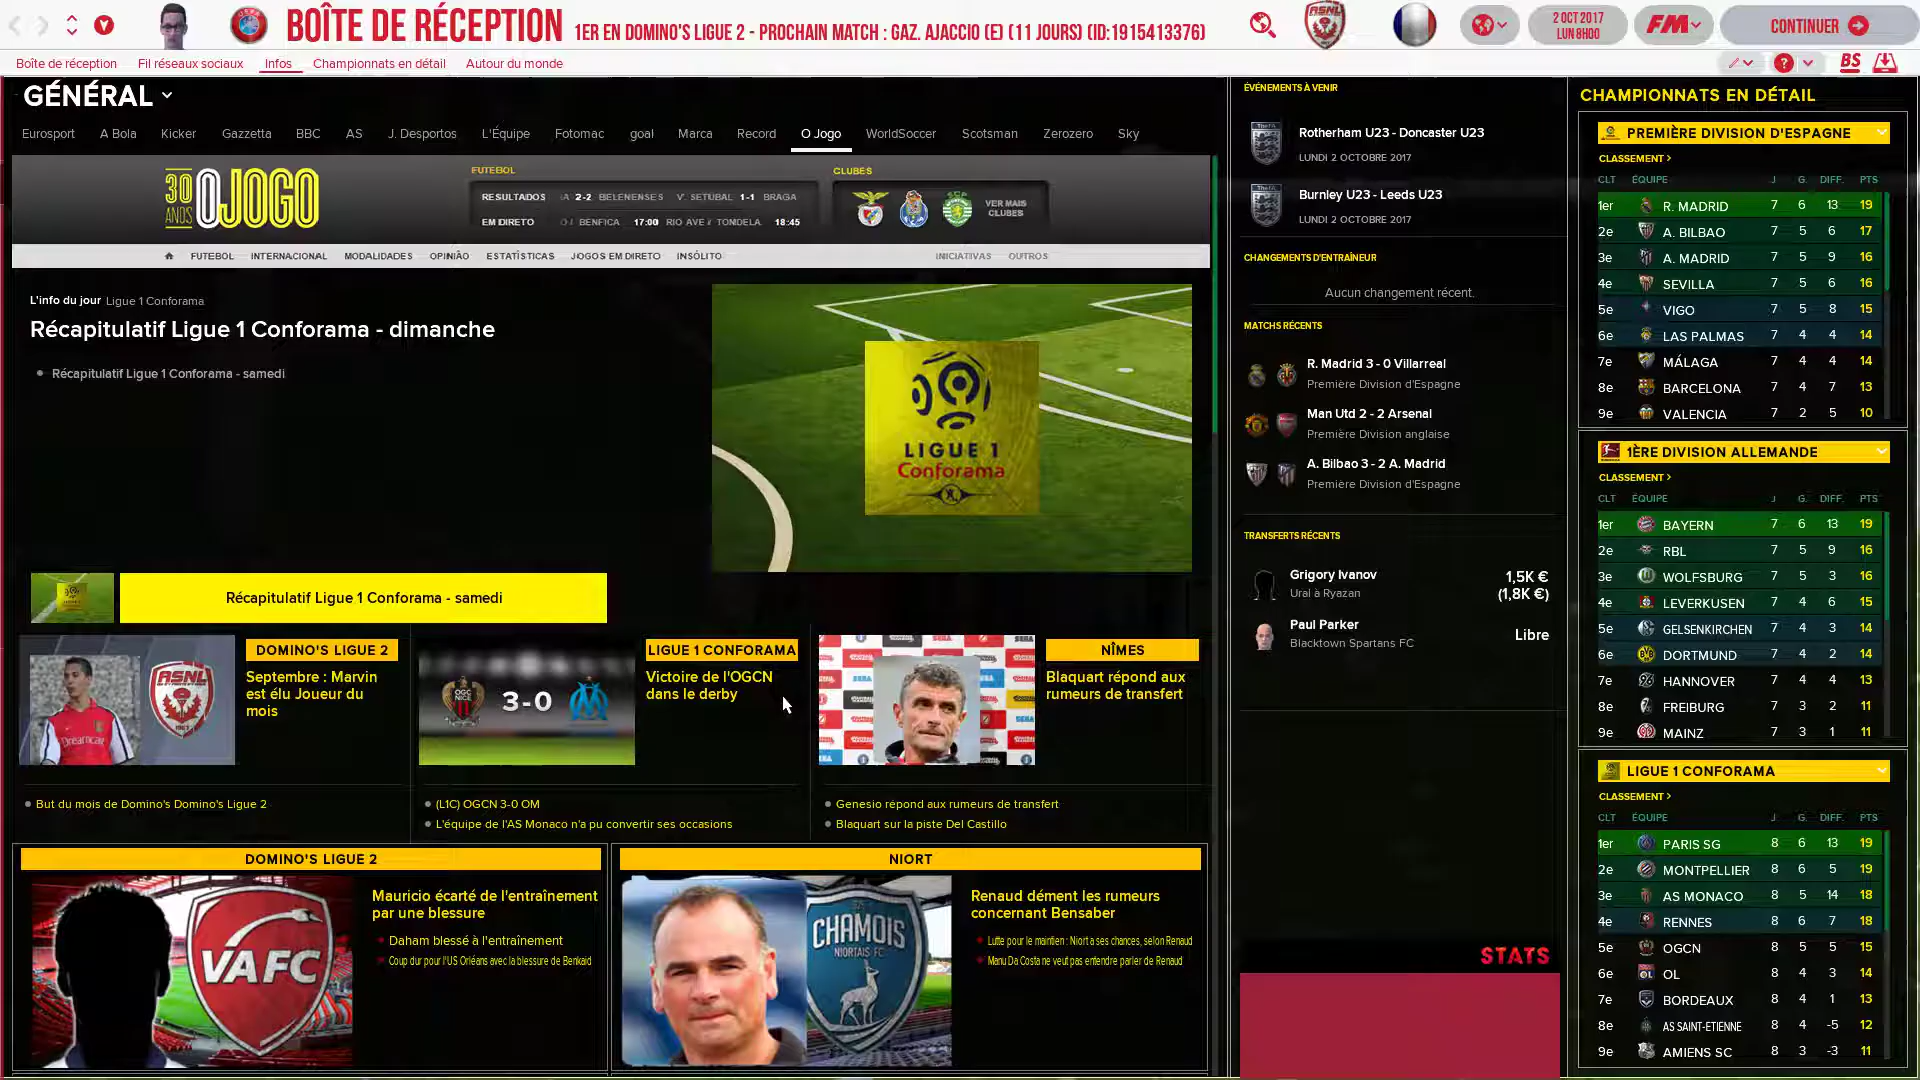 BOÎTE DE RÉCEPTION
1ER EN DOMINO'S LIGUE 2 - PROCHAIN MATCH : GAZ. AJACCIO (E) (11 JOURS) (ID:1915413376)
ASNL
2 OCT 2017
LUN 8H00
FM
CONTINUER
Boîte de réception
Fil réseaux sociaux
Infos
Championnats en détail
Autour du monde
BS
GÉNÉRAL
Eurosport
A Bola
Kicker
Gazzetta
BBC
AS
J. Desportos
L'Équipe
Fotomac
goal
Marca
Record
O Jogo
WorldSoccer
Scotsman
Zerozero
Sky
30 ANOS O JOGO
FUTEBOL
RESULTADOS
2-2 BELENENSES V. SETÚBAL 1-1 BRAGA
EM DIRETO
BENFICA 17:00 RIO AVE TONDELA 18:45
CLUBES
VER MAIS
CLUBES
FUTEBOL
INTERNACIONAL
MODALIDADES
OPINIÃO
ESTATÍSTICAS
JOGOS EM DIRETO
INSÓLITO
INICIATIVAS
OUTROS
L'info du jour Ligue 1 Conforama
Récapitulatif Ligue 1 Conforama - dimanche
Récapitulatif Ligue 1 Conforama - samedi
LIGUE 1
Conforama
Récapitulatif Ligue 1 Conforama - samedi
Dreamcast
ASNL
DOMINO'S LIGUE 2
Septembre : Marvin
est élu Joueur du
mois
But du mois de Domino's Domino's Ligue 2
OGC
NICE
3-0
LIGUE 1 CONFORAMA
Victoire de l'OGCN
dans le derby
(L1C) OGCN 3-0 OM
L'équipe de l'AS Monaco n'a pu convertir ses occasions
SEGA
NÎMES
Blaquart répond aux
rumeurs de transfert
Genesio répond aux rumeurs de transfert
Blaquart sur la piste Del Castillo
DOMINO'S LIGUE 2
VAFC
Mauricio écarté de l'entraînement
par une blessure
Daham blessé à l'entraînement
Coup dur pour l'US Orléans avec la blessure de Benkaid
NIORT
CHAMOIS
NIORTAIS FC
Renaud dément les rumeurs
concernant Bensaber
Lutte pour le maintien : Niort a ses chances, selon Renaud
Manu Da Costa ne veut pas entendre parler de Renaud
ÉVÉNEMENTS À VENIR
Rotherham U23 - Doncaster U23
LUNDI 2 OCTOBRE 2017
Burnley U23 - Leeds U23
LUNDI 2 OCTOBRE 2017
CHANGEMENTS D'ENTRAÎNEUR
Aucun changement récent.
MATCHS RÉCENTS
R. Madrid 3 - 0 Villarreal
Première Division d'Espagne
Man Utd 2 - 2 Arsenal
Première Division anglaise
A. Bilbao 3 - 2 A. Madrid
Première Division d'Espagne
TRANSFERTS RÉCENTS
Grigory Ivanov
Ural à Ryazan
1,5K €
(1,8K €)
Paul Parker
Blacktown Spartans FC
Libre
STATS
CHAMPIONNATS EN DÉTAIL
PREMIÈRE DIVISION D'ESPAGNE
CLASSEMENT >
CLT ÉQUIPE J G. DIFF. PTS
1er R. MADRID 7 6 13 19
2e A. BILBAO 7 5 6 17
3e A. MADRID 7 5 9 16
4e SEVILLA 7 5 6 16
5e VIGO 7 5 8 15
6e LAS PALMAS 7 4 4 14
7e MÁLAGA 7 4 4 14
8e BARCELONA 7 4 7 13
9e VALENCIA 7 2 5 10
1ÈRE DIVISION ALLEMANDE
CLASSEMENT >
CLT ÉQUIPE J G. DIFF. PTS
1er BAYERN 7 6 13 19
2e RBL 7 5 9 16
3e WOLFSBURG 7 5 3 16
4e LEVERKUSEN 7 4 6 15
5e GELSENKIRCHEN 7 4 3 14
6e DORTMUND 7 4 2 14
7e HANNOVER 7 4 4 13
8e FREIBURG 7 3 2 11
9e MAINZ 7 3 1 11
LIGUE 1 CONFORAMA
CLASSEMENT >
CLT ÉQUIPE J. G. DIFF. PTS
1er PARIS SG 8 6 13 19
2e MONTPELLIER 8 6 5 19
3e AS MONACO 8 5 14 18
4e RENNES 8 6 7 18
5e OGCN 8 5 5 15
6e OL 8 4 3 14
7e BORDEAUX 8 4 1 13
8e AS SAINT-ETIENNE 8 4 -5 12
9e AMIENS SC 8 3 -3 11